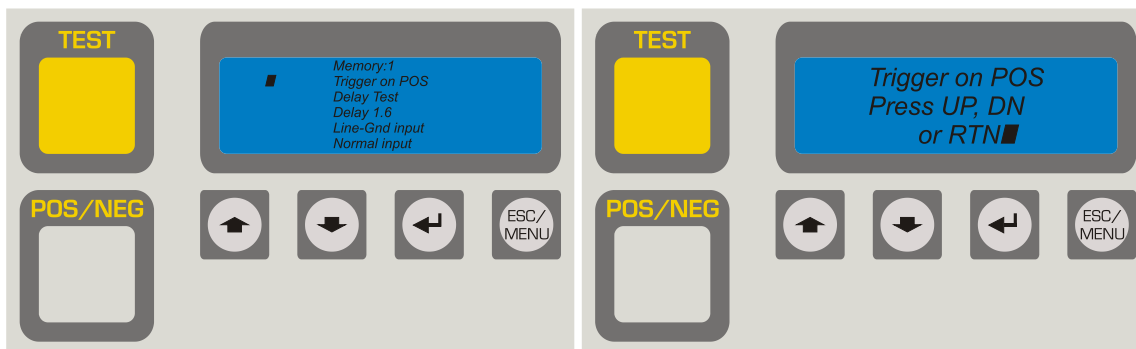 TEST
Memory:1
Trigger on POS
Delay Test
Delay 1.6
Line-Gnd input
Normal input
POS/NEG
ESC/
MENU
TEST
Trigger on POS
Press UP, DN
or RTN
POS/NEG
ESC/
MENU